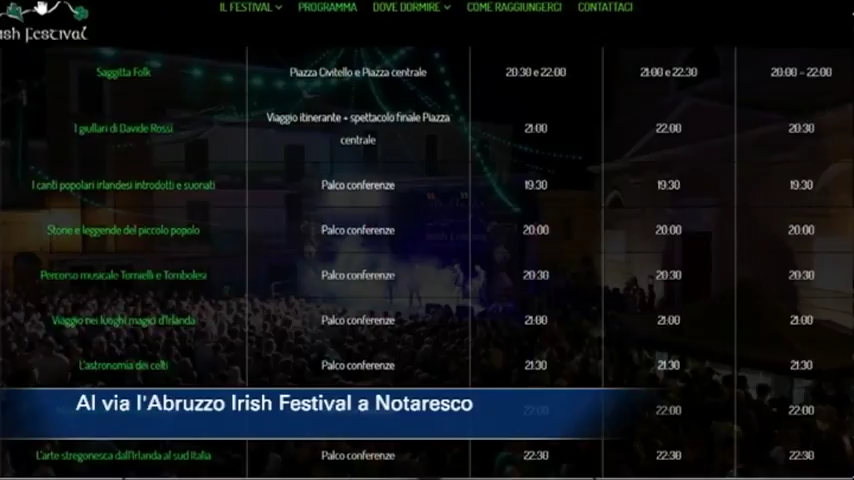 IL FESTIVAL PROGRAMMA DOVE DORMIRE COME RAGGIUNGERCI CONTATTACI
ish Festival
Saggitta Folk Piazza Civitello e Piazza centrale 20:30 e 22:00 21:00 e 22:30 20:00 - 22:00
I giullari di Davide Rossi Viaggio itinerante + spettacolo finale Piazza centrale 21:00 22:00 20:30
I canti popolari irlandesi introdotti e suonati Palco conferenze 19:30 19:30 19:30
Storie e leggende del piccolo popolo Palco conferenze 20:00 20:00 20:00
Percorso musicale Tornielli e Tombolesi Palco conferenze 20:30 20:30 20:30
Viaggio nei luoghi magici d'Irlanda Palco conferenze 21:00 21:00 21:00
L'astronomia dei celti Palco conferenze 21:30 21:30 21:30
Al via l'Abruzzo Irish Festival a Notaresco
22:00 22:00 22:00
L'arte stregonesca dall'Irlanda al sud Italia Palco conferenze 22:30 22:30 22:30